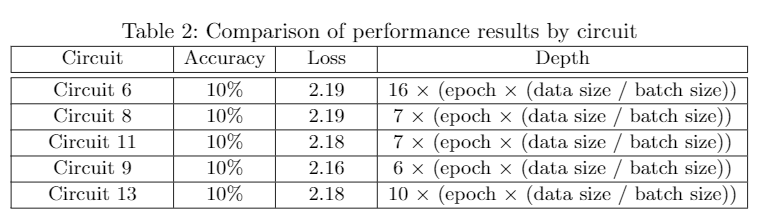 Table 2: Comparison of performance results by circuit
Circuit Accuracy Loss Depth
Circuit 6 10% 2.19 16 × (epoch × (data size / batch size))
Circuit 8 10% 2.19 7 × (epoch × (data size / batch size))
Circuit 11 10% 2.18 7 × (epoch × (data size / batch size))
Circuit 9 10% 2.16 6 × (epoch × (data size / batch size))
Circuit 13 10% 2.18 10 × (epoch × (data size / batch size))